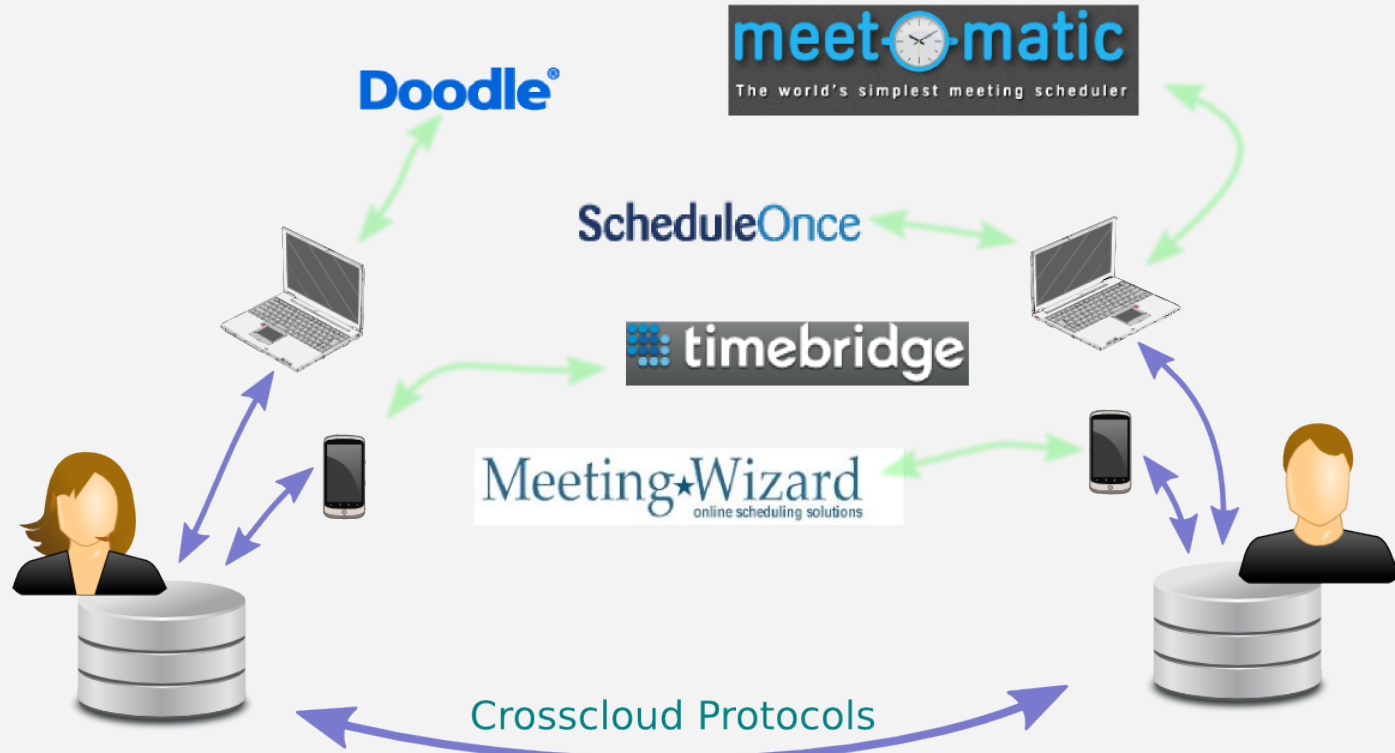 Doodle®
meet-o-matic
The world's simplest meeting scheduler
ScheduleOnce
timebridge
Meeting★Wizard
online scheduling solutions
Crosscloud Protocols